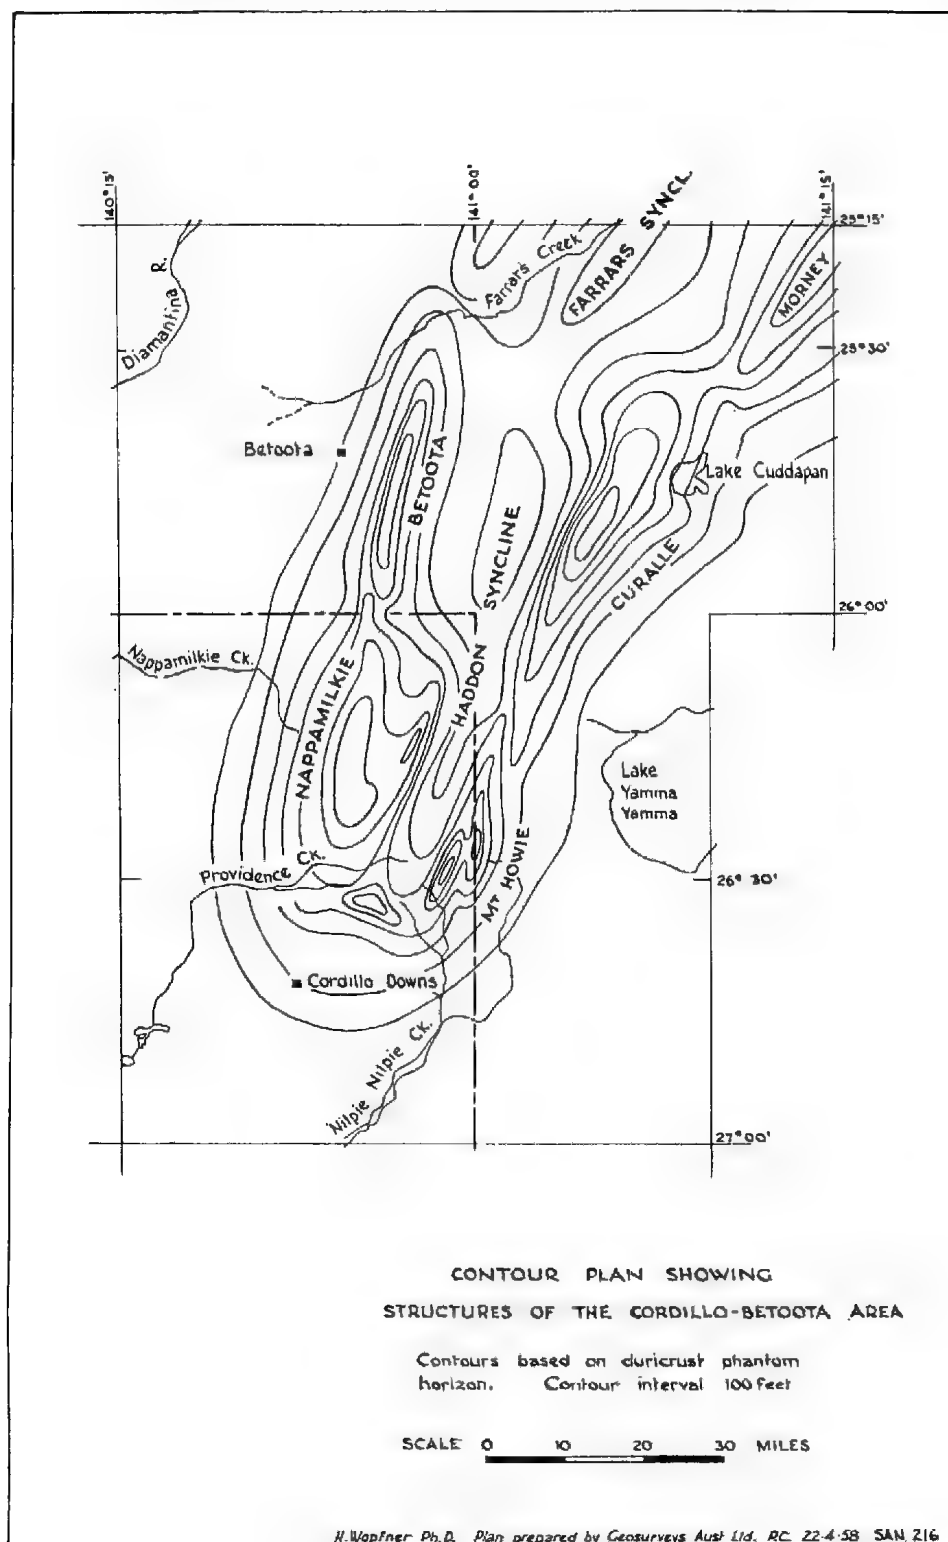 140°15'
141°00'
141°15'
25°15'
FARRARS SYNCL.
Farrars Creek
MORNEY
Diamantina R.
25°30'
Betoota
BETOOTA
Lake Cuddapan
SYNCLINE
CURALLE
26°00'
Nappamilkie Ck.
NAPPAMILKIE
HADDON
Lake
Yamma
Yamma
Providence Ck.
MT HOWIE
26°30'
Cordillo Downs
Nilpie Nilpie Ck.
27°00'
CONTOUR PLAN SHOWING
STRUCTURES OF THE CORDILLO-BETOOTA AREA
Contours based on duricrust phantom
horizon. Contour interval 100 feet
SCALE 0 10 20 30 MILES
H. Wopfner Ph.D. Plan prepared by Geosurveys Aust Ltd. RC 22·4·58 SAN 216